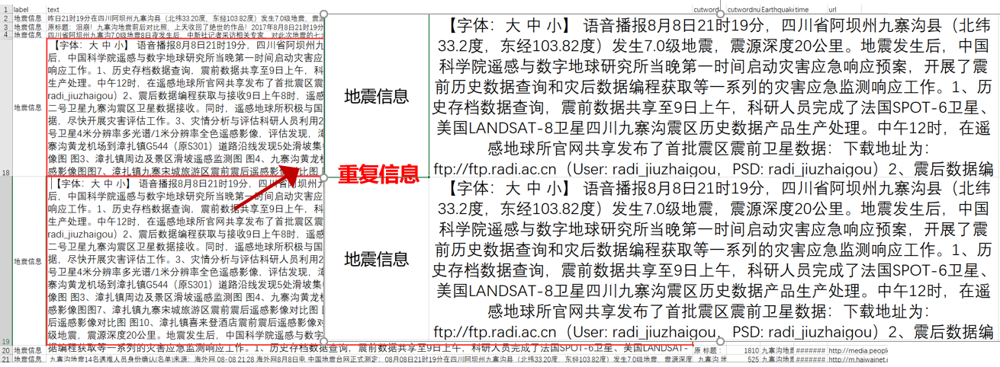 1 label text cutword cutwordnu Earthquak time url
2 地震信息 昨日21时19分在四川阿坝州九寨沟县（北纬33.20度，东经103.82度）发生7.0级地震，震源
3 地震信息 原标题：泪崩！九寨沟地震前后对比照，上天收回了绝世的作品！2017年8月8日21时19分
4 地震信息 四川省阿坝州九寨沟7.0级地震8日夜发生后，中新社记者采访相关专家，对此次地震的七大
【字体：大 中 小】 语音播报8月8日21时19分，四川省阿坝州九
后，中国科学院遥感与数字地球研究所当晚第一时间启动灾害应
响应工作。1、历史存档数据查询，震前数据共享至9日上午，科
生产处理。中午12时，在遥感地球所官网共享发布了首批震区震
radi_jiuzhaigou）2、震后数据编程获取与接收9日上午8时，遥感
地震信息 二号卫星九寨沟震区卫星数据接收。同时，遥感地球所积极与国
据，尽快开展灾害评估工作。3、灾情分析与评估科研人员利用2
号卫星4米分辨率多光谱/1米分辨率全色遥感影像，评估发现，漳
寨沟黄龙机场到漳扎镇G544（原S301）道路沿线发现5处滑坡集
像图 图3、漳扎镇周边及景区滑坡遥感监测图 图4、九寨沟黄龙机
18 感影像图图7、漳扎镇九寨宋城旅游区震前震后遥感影像对比图
【字体：大 中 小】 语音播报8月8日21时19分，四川省阿坝州九
后，中国科学院遥感与数字地球研究所当晚第一时间启动灾害应
响应工作。1、历史存档数据查询，震前数据共享至9日上午，科
生产处理。中午12时，在遥感地球所官网共享发布了首批震区震
radi_jiuzhaigou）2、震后数据编程获取与接收9日上午8时，遥感
二号卫星九寨沟震区卫星数据接收。同时，遥感地球所积极与国
地震信息 据，尽快开展灾害评估工作。3、灾情分析与评估科研人员利用2
号卫星4米分辨率多光谱/1米分辨率全色遥感影像，评估发现，漳
寨沟黄龙机场到漳扎镇G544（原S301）道路沿线发现5处滑坡集
像图 图3、漳扎镇周边及景区滑坡遥感监测图 图4、九寨沟黄龙机
感影像图图7、漳扎镇九寨宋城旅游区震前震后遥感影像对比图
后遥感影像对比图 图10、漳扎镇喜来登酒店震前震后遥感影像对
19 级地震，震源深度20公里。地震发生后，中国科学院遥感与数字
20 地震信息 据编程获取等一系列的灾害应急监测响应工作。1、历史存档数据查询，震前数据共享至9日上午，科研人员完成了法国SPOT-6卫星、美国LANDSAT- 原 标题： 1810 九寨沟地震 ####### http://media.people
21 地震信息 九寨沟地震14名遇难人员身份确认(名单)来源：海外网 08-08 21:28 海外网8月8日电 中国地震台网正式测定：08月08日21时19分在四川阿坝州九寨沟县（北纬33.20度，东经103.82度）发生7.0级地震，震源深度 九寨沟 地 525 九寨沟地震 ####### http://m.haiwainet.c
【字体：大 中 小】 语音播报8月8日21时19分，四川省阿坝州九寨沟县（北纬
33.2度，东经103.82度）发生7.0级地震，震源深度20公里。地震发生后，中国
科学院遥感与数字地球研究所当晚第一时间启动灾害应急响应预案，开展了震
地震信息 前历史数据查询和灾后数据编程获取等一系列的灾害应急监测响应工作。1、历
史存档数据查询，震前数据共享至9日上午，科研人员完成了法国SPOT-6卫星、
美国LANDSAT-8卫星四川九寨沟震区历史数据产品生产处理。中午12时，在遥
感地球所官网共享发布了首批震区震前卫星数据：下载地址为：
ftp://ftp.radi.ac.cn（User: radi_jiuzhaigou，PSD: radi_jiuzhaigou）2、震后数据编
重复信息
【字体：大 中 小】 语音播报8月8日21时19分，四川省阿坝州九寨沟县（北纬
33.2度，东经103.82度）发生7.0级地震，震源深度20公里。地震发生后，中国
科学院遥感与数字地球研究所当晚第一时间启动灾害应急响应预案，开展了震
地震信息 前历史数据查询和灾后数据编程获取等一系列的灾害应急监测响应工作。1、历
史存档数据查询，震前数据共享至9日上午，科研人员完成了法国SPOT-6卫星、
美国LANDSAT-8卫星四川九寨沟震区历史数据产品生产处理。中午12时，在遥
感地球所官网共享发布了首批震区震前卫星数据：下载地址为：
ftp://ftp.radi.ac.cn（User: radi_jiuzhaigou，PSD: radi_jiuzhaigou）2、震后数据编